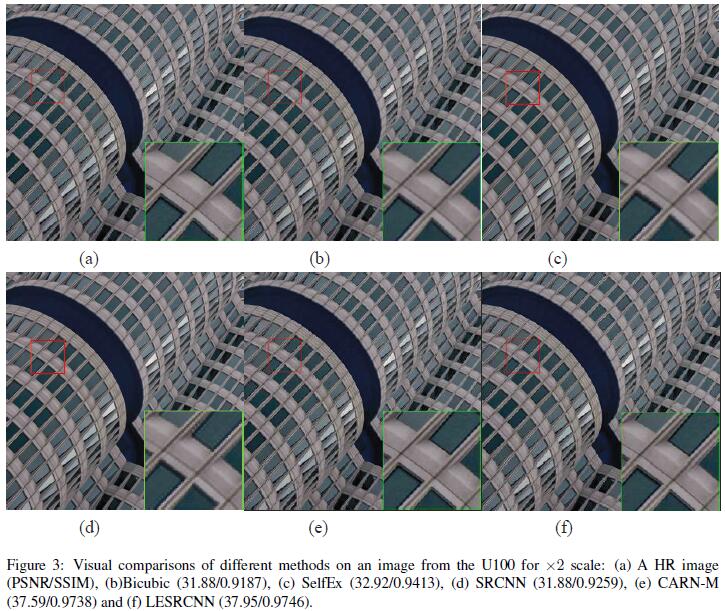 (a)
(b)
(c)
(d)
(e)
(f)
Figure 3: Visual comparisons of different methods on an image from the U100 for ×2 scale: (a) A HR image
(PSNR/SSIM), (b)Bicubic (31.88/0.9187), (c) SelfEx (32.92/0.9413), (d) SRCNN (31.88/0.9259), (e) CARN-M
(37.59/0.9738) and (f) LESRCNN (37.95/0.9746).